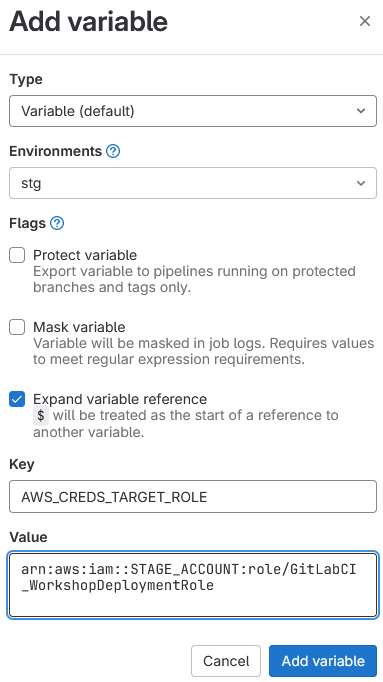 Add variable
Type
Variable (default)
Environments
stg
Flags
Protect variable
Export variable to pipelines running on protected
branches and tags only.
Mask variable
Variable will be masked in job logs. Requires values
to meet regular expression requirements.
Expand variable reference
$ will be treated as the start of a reference to
another variable.
Key
AWS_CREDS_TARGET_ROLE
Value
arn:aws:iam::STAGE_ACCOUNT:role/GitLabCI
_WorkshopDeploymentRole
Cancel
Add variable